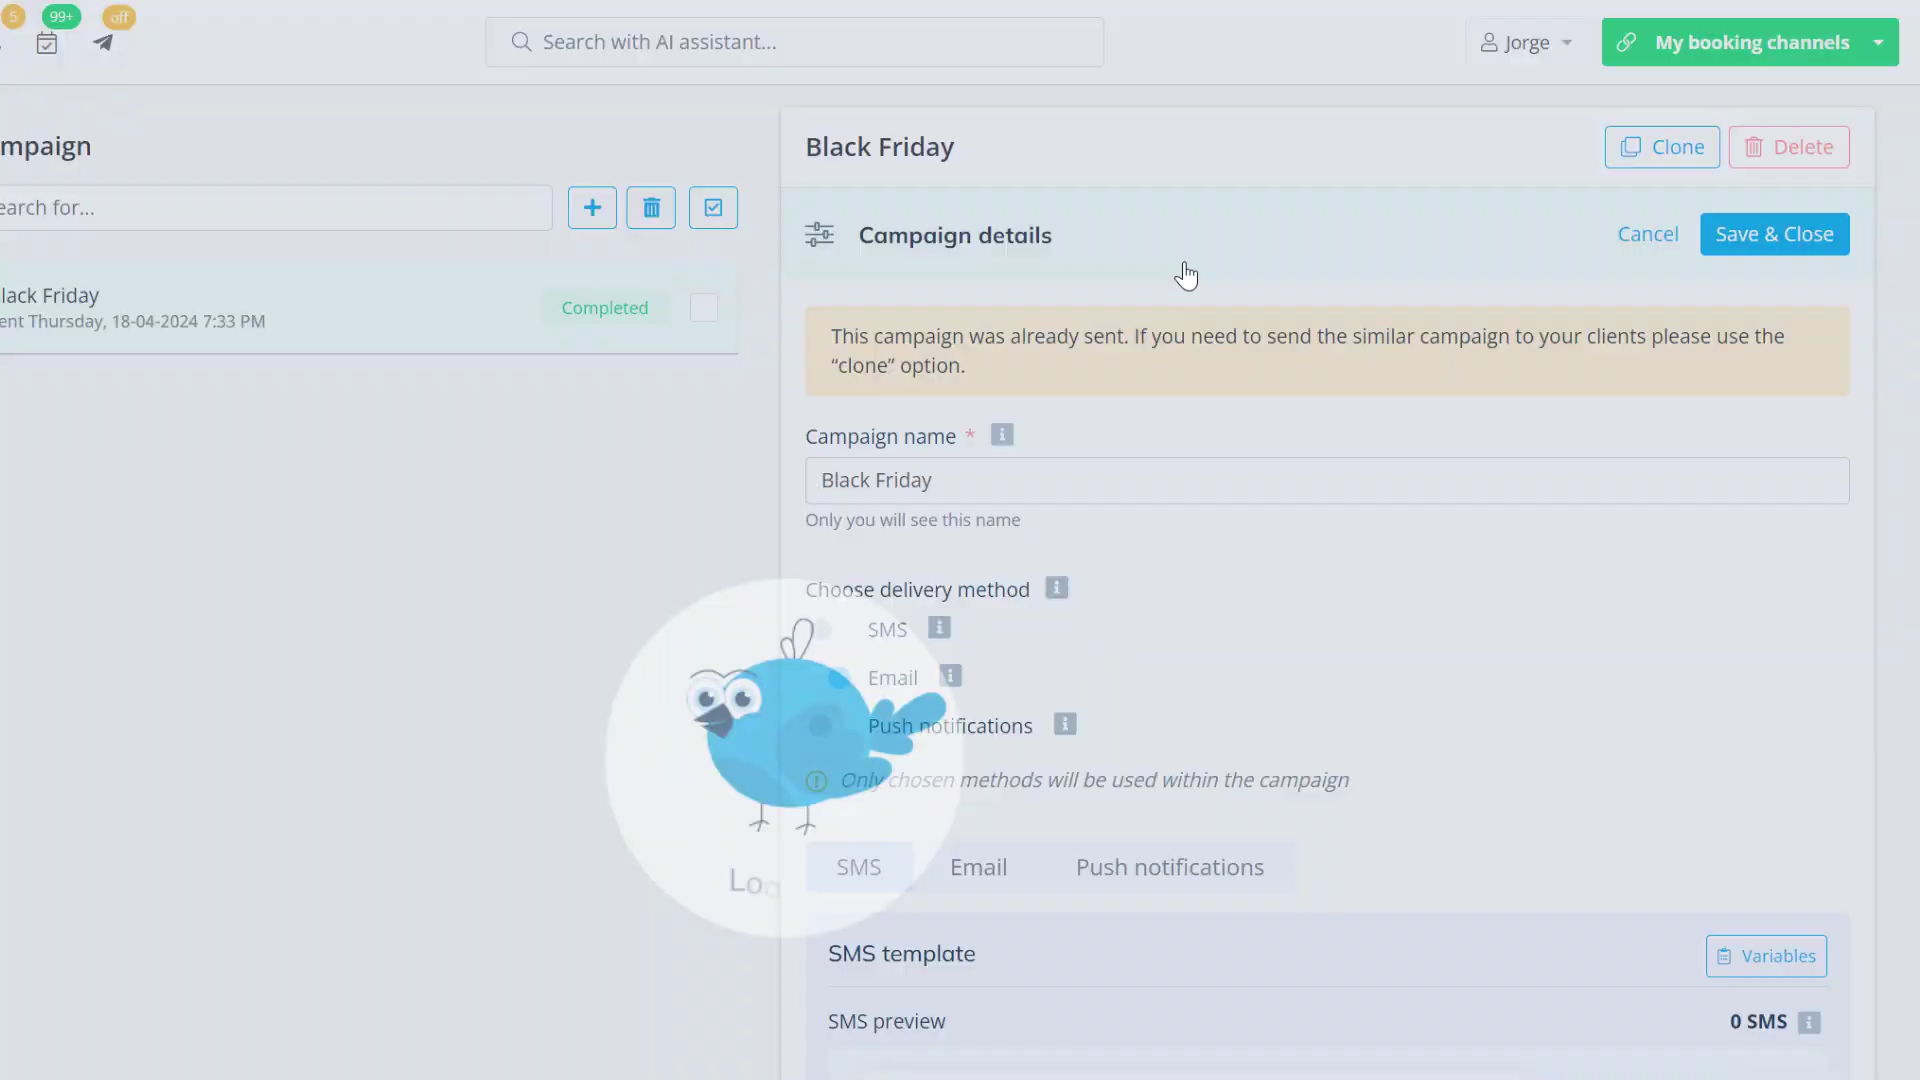 5
99+
off
Search with AI assistant...
Jorge
My booking channels
mpaign
earch for...
lack Friday
ent Thursday, 18-04-2024 7:33 PM
Completed
Black Friday
Clone
Delete
Campaign details
Cancel
Save & Close
This campaign was already sent. If you need to send the similar campaign to your clients please use the
“clone” option.
Campaign name *
Black Friday
Only you will see this name
Choose delivery method
SMS
Email
Push notifications
Only chosen methods will be used within the campaign
SMS
Email
Push notifications
SMS template
Variables
SMS preview
0 SMS